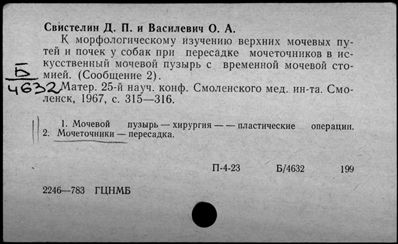 Свистелин Д. П. и Василевич О. А.
К морфологическому изучению верхних мочевых пу-
тей и почек у собак при пересадке мочеточников в ис-
кусственный мочевой пузырь с временной мочевой сто-
мией. (Сообщение 2).
Б
4632
Матер. 25-й науч. конф. Смоленского мед. ин-та. Смо-
ленск, 1967, с. 315—316.
1. Мочевой пузырь — хирургия — — пластические операции.
2. Мочеточники — пересадка.
П-4-23 Б/4632 199
2246—783 ГЦНМБ